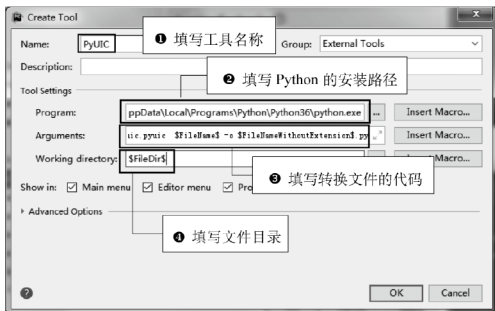 Create Tool
Name: PyUIC Group: External Tools
❶ 填写工具名称
Description:
❷ 填写 Python 的安装路径
Tool Settings
Program: ppData\Local\Programs\Python\Python36\python.exe ... Insert Macro...
Arguments: uic.pyuic $FileName$ -o $FileNameWithoutExtension$.py Insert Macro...
Working directory: $FileDir$ Macro...
❸ 填写转换文件的代码
Show in: Main menu Editor menu
Advanced Options
❹ 填写文件目录
OK Cancel